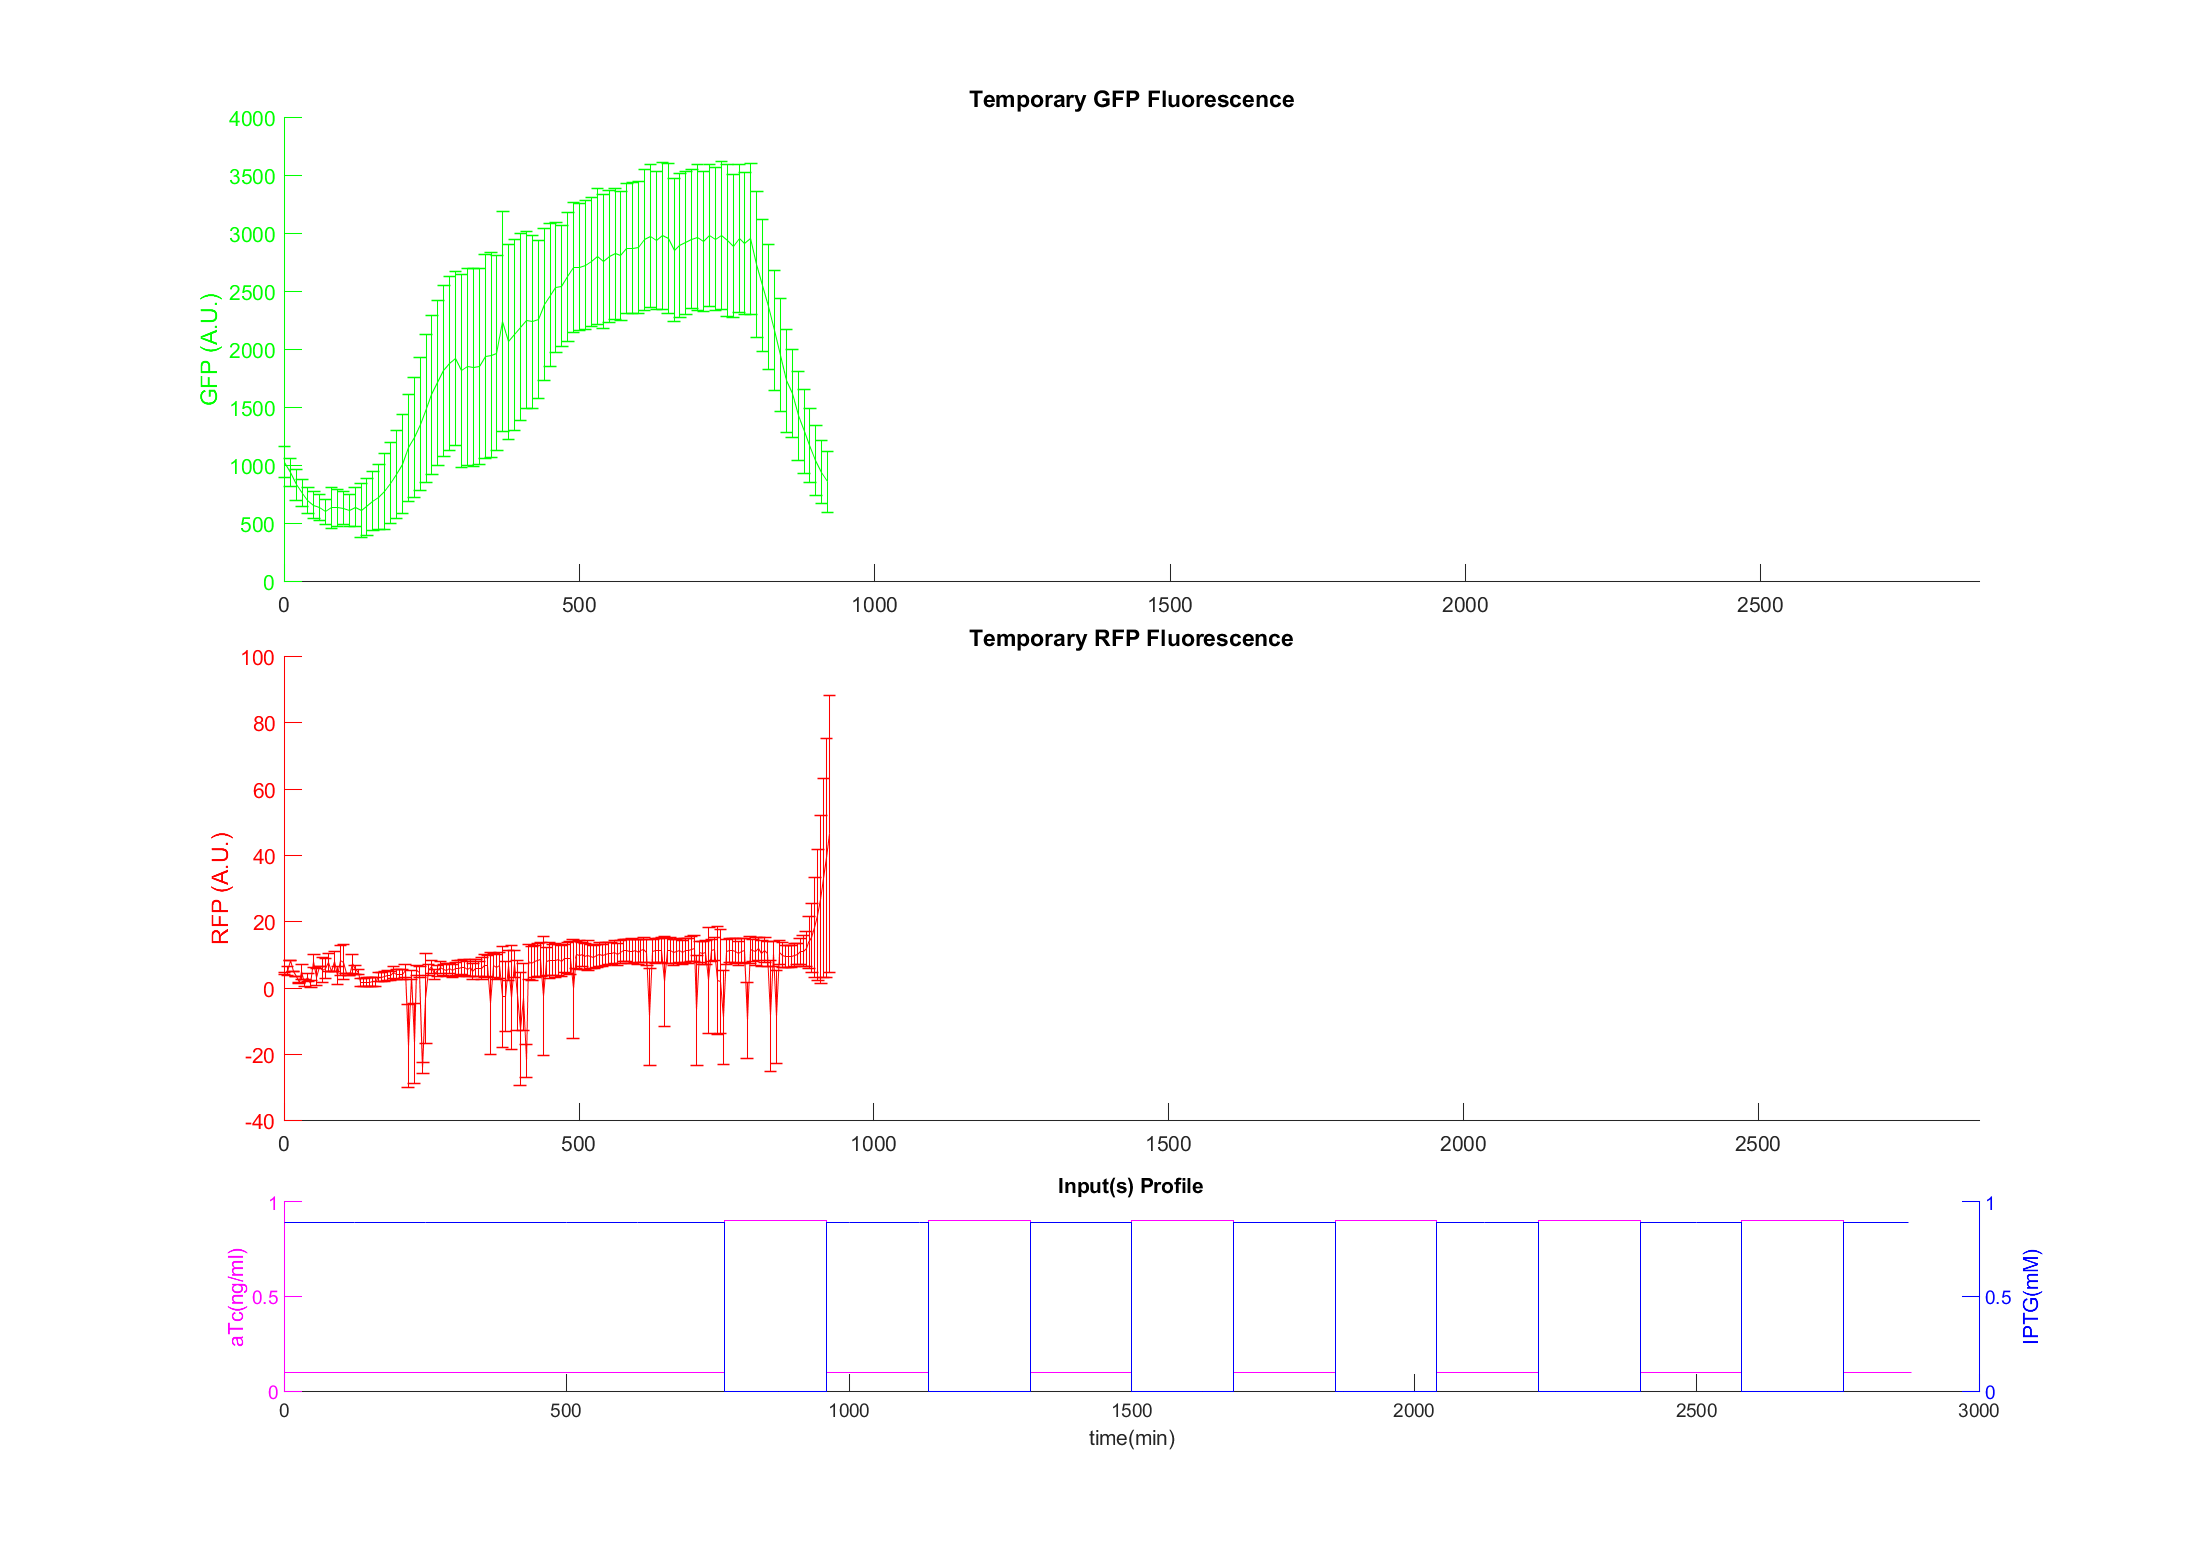 Temporary GFP Fluorescence
4000
3500
3000
2500
2000
1500
1000
500
0
GFP (A.U.)
0 500 1000 1500 2000 2500
Temporary RFP Fluorescence
100
80
60
40
20
0
-20
-40
RFP (A.U.)
0 500 1000 1500 2000 2500
Input(s) Profile
1
0.5
0
aTc(ng/ml)
1
0.5
0
IPTG(mM)
0 500 1000 1500 2000 2500 3000
time(min)